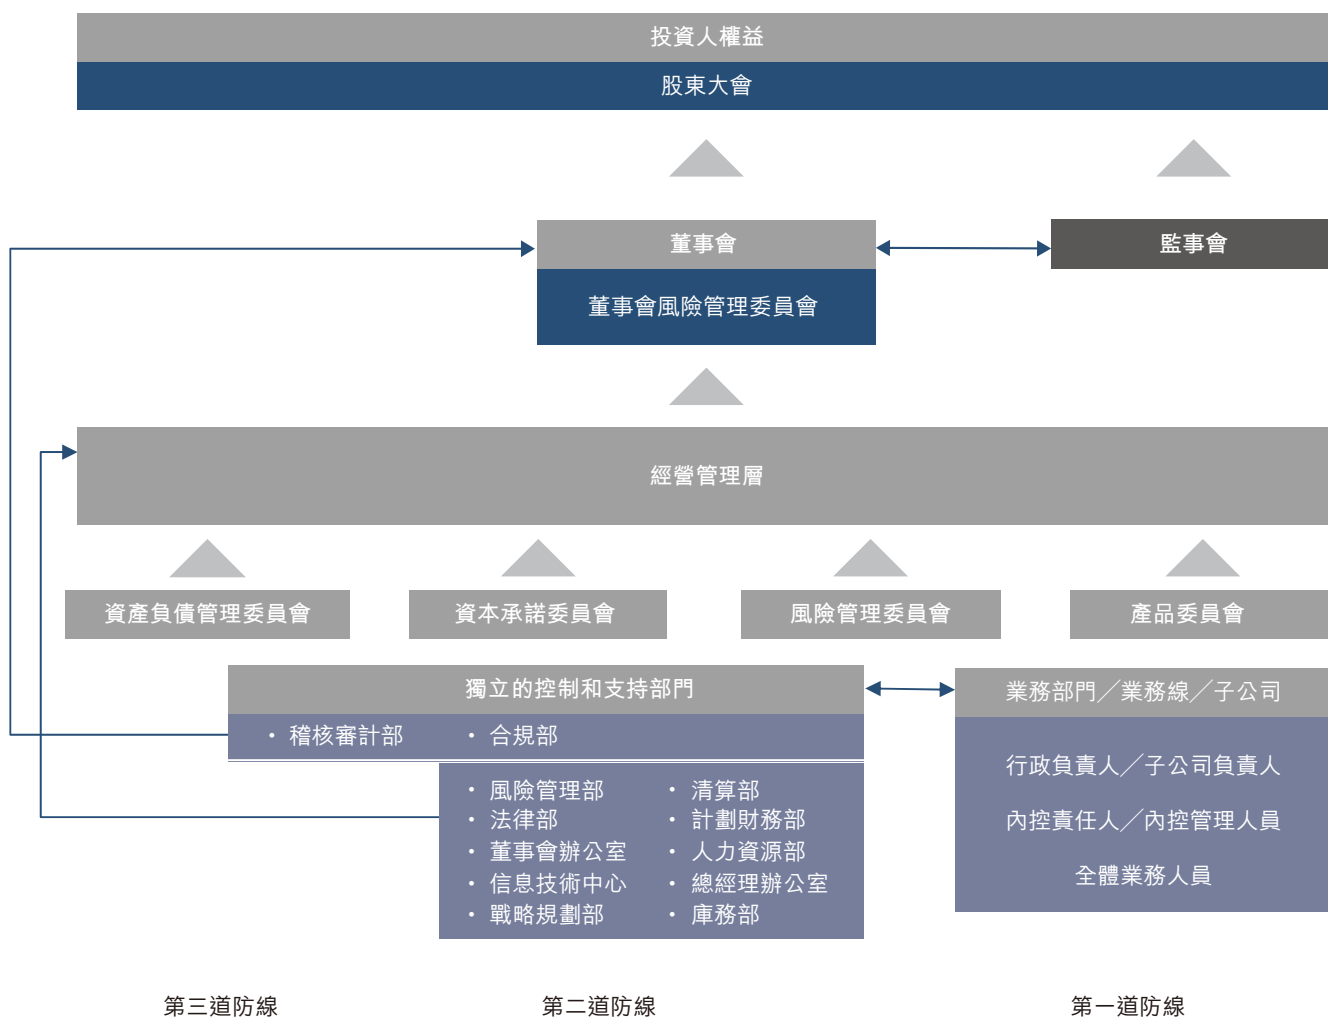 投資人權益
股東大會
董事會
監事會
董事會風險管理委員會
經營管理層
資產負債管理委員會
資本承諾委員會
風險管理委員會
產品委員會
獨立的控制和支持部門
• 稽核審計部
• 合規部
• 風險管理部
• 法律部
• 董事會辦公室
• 信息技術中心
• 戰略規劃部
• 清算部
• 計劃財務部
• 人力資源部
• 總經理辦公室
• 庫務部
業務部門／業務線／子公司
行政負責人／子公司負責人
內控責任人／內控管理人員
全體業務人員
第三道防線
第二道防線
第一道防線